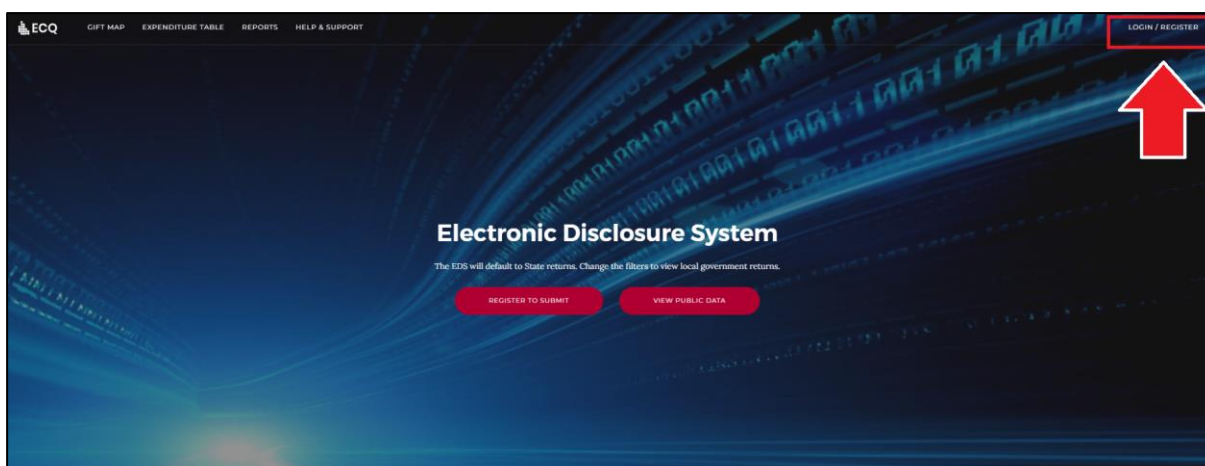 ECQ GIFT MAP EXPENDITURE TABLE REPORTS HELP & SUPPORT LOGIN / REGISTER
Electronic Disclosure System
The EDS will default to State returns. Change the filters to view local government returns.
REGISTER TO SUBMIT VIEW PUBLIC DATA